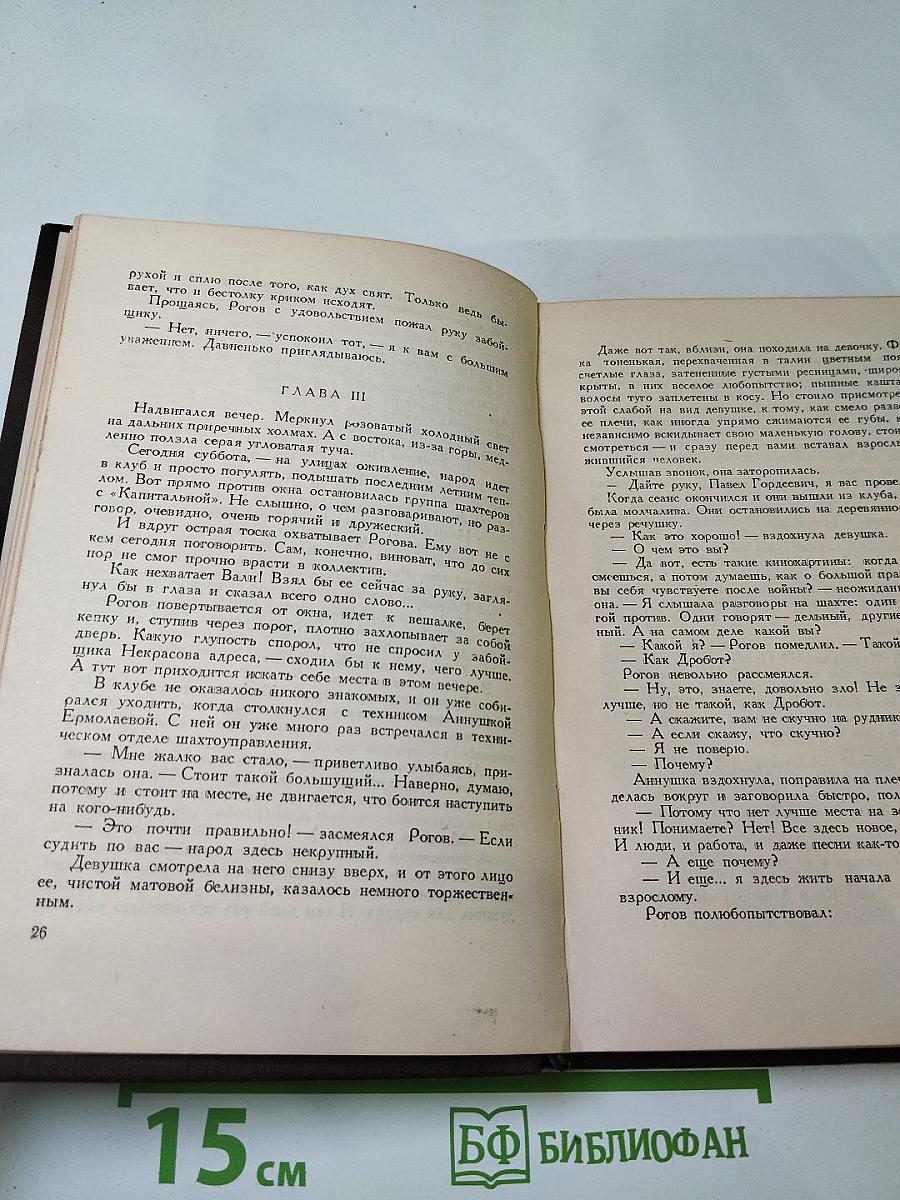 рухой и сплю после того, как дух свят. Только ведь бы-
вает, что и бестолку криком исходят.
Прощаясь, Рогов с удовольствием пожал руку забой-
щику.
— Нет, ничего, — успокоил тот, — я к вам с большим
уважением. Давненько приглядываюсь.
ГЛАВА III
Надвигался вечер. Меркнул розоватый холодный свет
на дальних приречных холмах. А с востока, из-за горы, мед-
ленно ползла серая угловатая туча.
Сегодня суббота, — на улицах оживление, народ идет
в клуб и просто погулять, подышать последним летним теп-
лом. Вот прямо против окна остановилась группа шахтеров
с «Капитальной». Не слышно, о чем разговаривают, но раз-
говор, очевидно, очень горячий и дружеский.
И вдруг острая тоска охватывает Рогова. Ему вот не с
кем сегодня поговорить. Сам, конечно, виноват, что до сих
пор не смог прочно врасти в коллектив.
Как нехватает Вали! Взял бы ее сейчас за руку, загля-
нул бы в глаза и сказал всего одно слово...
Рогов повертывается от окна, идет к вешалке, берет
кепку и, ступив через порог, плотно захлопывает за собой
дверь. Какую глупость спорол, что не спросил у забой-
щика Некрасова адреса, — сходил бы к нему, чего лучше.
А тут вот приходится искать себе места в этом вечере.
В клубе не оказалось никого знакомых, и он уже соби-
рался уходить, когда столкнулся с техником Аннушкой
Ермолаевой. С ней он уже много раз встречался в техни-
ческом отделе шахтоуправления.
— Мне жалко вас стало, — приветливо улыбаясь, при-
зналась она. — Стоит такой большущий... Наверно, думаю,
потому и стоит на месте, не двигается, что боится наступить
на кого-нибудь.
— Это почти правильно! — засмеялся Рогов. — Если
судить по вас — народ здесь некрупный.
Девушка смотрела на него снизу вверх, и от этого лицо
ее, чистой матовой белизны, казалось немного торжествен-
ным.
26
Даже вот так, вблизи, она походила на девочку. Ф
ка тоненькая, перехваченная в талии цветным поя
светлые глаза, затененные густыми ресницами, широ
крыты, в них веселое любопытство; пышные кашта
волосы туго заплетены в косу. Но стоило присмотре
этой слабой на вид девушке, к тому, как смело разв
ее плечи, как иногда упрямо сжимаются ее губы,
независимо вскидывает свою маленькую голову, стои
смотреться — и сразу перед вами вставал взросл
жившийся человек.
Услышав звонок, она заторопилась.
— Дайте руку, Павел Гордеевич, я вас прове
Когда сеанс окончился и они вышли из клуба,
была молчалива. Они остановились на деревянно
через речушку.
— Как это хорошо! — вздохнула девушка.
— О чем это вы?
— Да вот, есть такие кинокартины: когда
смеешься, а потом думаешь, как о большой пра
вы себя чувствуете после войны? — неожидан
она. — Я слышала разговоры на шахте: один
гой против. Одни говорят — дельный, другие
ный. А на самом деле какой вы?
— Какой я? — Рогов помедлил. — Такой
— Как Дробот?
Рогов невольно рассмеялся.
— Ну, это, знаете, довольно зло! Не з
лучше, но не такой, как Дробот.
— А скажите, вам не скучно на рудник
— А если скажу, что скучно?
— Я не поверю.
— Почему?
Аннушка вздохнула, поправила на плеч
делась вокруг и заговорила быстро, пол
— Потому что нет лучше места на зе
ник! Понимаете? Нет! Все здесь новое,
И люди, и работа, и даже песни как-то
— А еще почему?
— И еще... я здесь жить начала
взрослому.
Рогов полюбопытствовал:
15 см
БФ БИБЛИОФАН